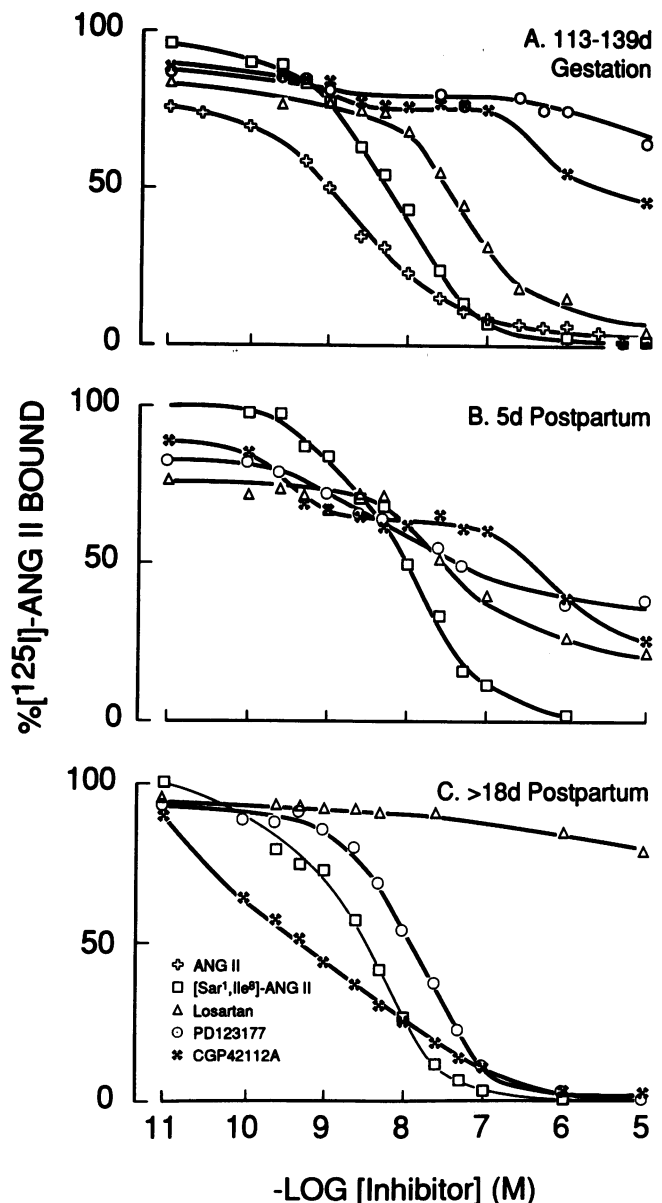 A. 113-139d
Gestation
100
50
0
%[125I]-ANG II BOUND
B. 5d Postpartum
100
50
0
C. >18d Postpartum
100
50
0
ANG II
[Sar1,Ile8]-ANG II
Losartan
PD123177
CGP42112A
11 10 9 8 7 6 5
-LOG [Inhibitor] (M)